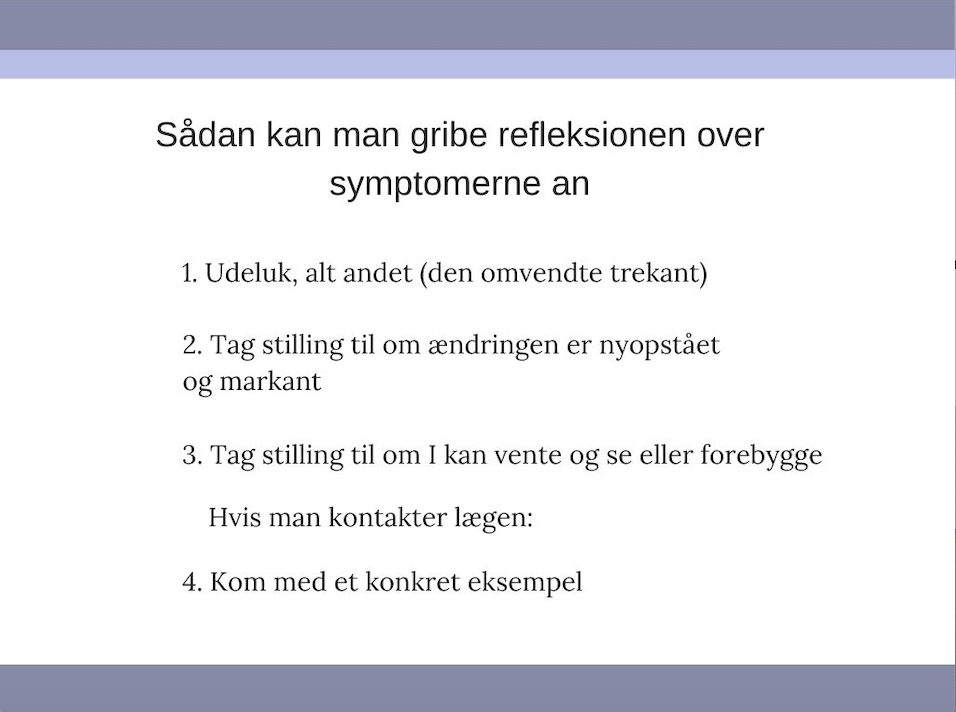 Sådan kan man gribe refleksionen over
symptomerne an
1. Udeluk, alt andet (den omvendte trekant)
2. Tag stilling til om ændringen er nyopstået
og markant
3. Tag stilling til om I kan vente og se eller forebygge
Hvis man kontakter lægen:
4. Kom med et konkret eksempel